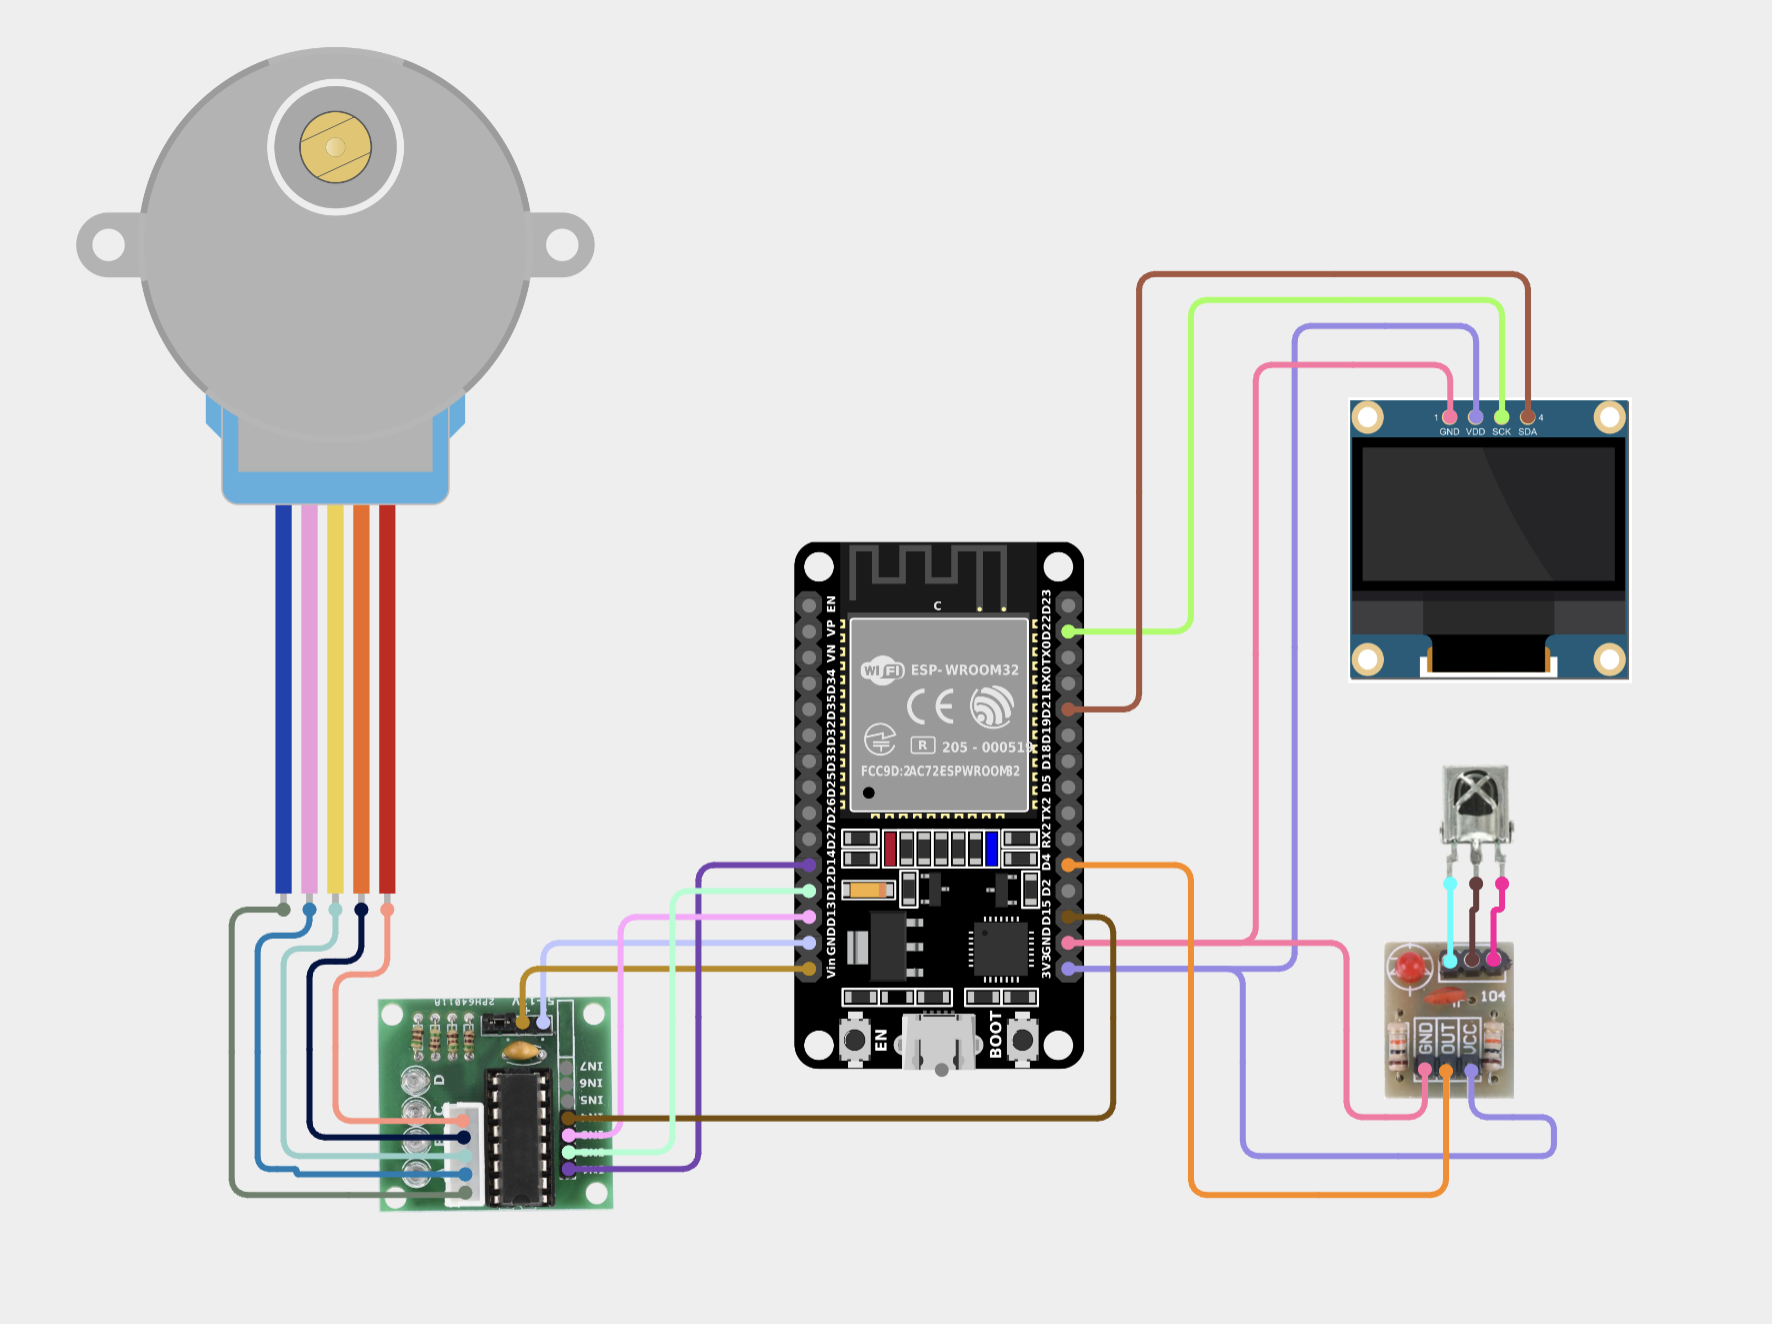 1 GND VDD SCK SDA 4
C
WiFi ESP-WROOM32
CE
R 205 - 000519
FCC9D:2AC72ESPWROOM82
EN
VP
VN
D34
D35
D32
D33
D25
D26
D27
D14
D12
D13
GND
Vin
D23
D22
TX0
RX0
D21
D19
D18
D5
TX2
RX2
D4
D2
D15
GND
3V3
EN
BOOT
104
GND
OUT
VCC
IN7
IN6
IN5
D
C